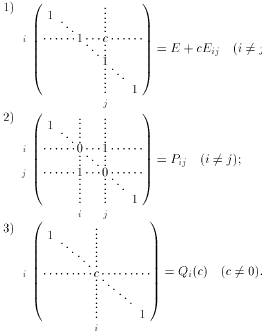 1)
1
i 1 c = E + cE_{ij} (i ≠ j
1
1
j
2)
1
i 0 1
= P_{ij} (i ≠ j);
j 1 0
1
i j
3)
1
i c = Q_i(c) (c ≠ 0).
1
i